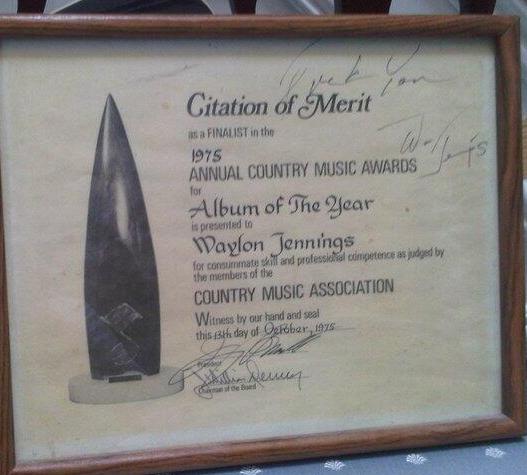 Citation of Merit
as a FINALIST in the
1975
ANNUAL COUNTRY MUSIC AWARDS
for
Album of The Year
is presented to
Waylon Jennings
for consummate skill and professional competence as judged by
the members of the
COUNTRY MUSIC ASSOCIATION
Witness by our hand and seal
this 13th day of October, 1975
President
Chairman of the Board